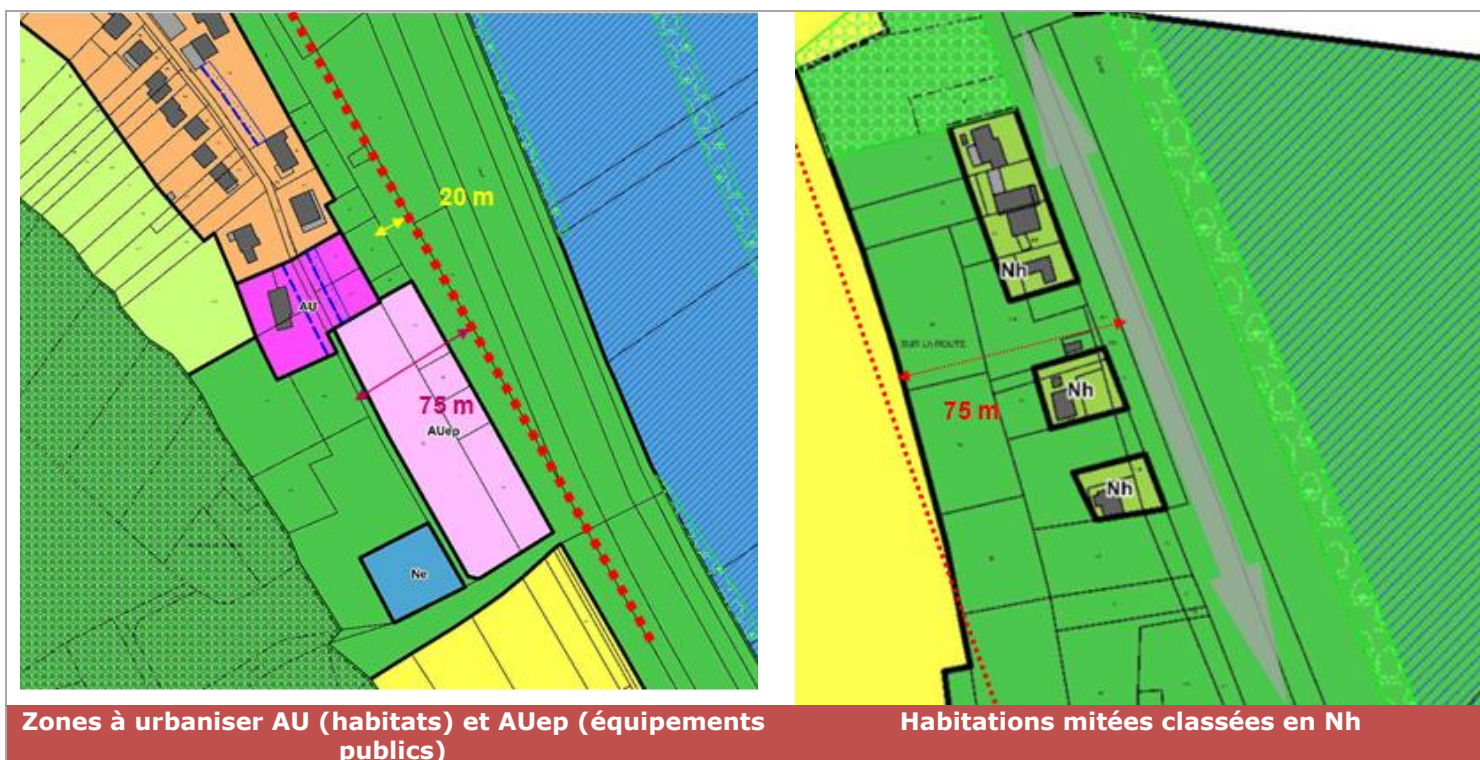 20 m
AU
75 m
AUep
Ne
Nh
SUR LA ROUTE
Nh
75 m
Nh
Zones à urbaniser AU (habitats) et AUep (équipements
publics)
Habitations mitées classées en Nh